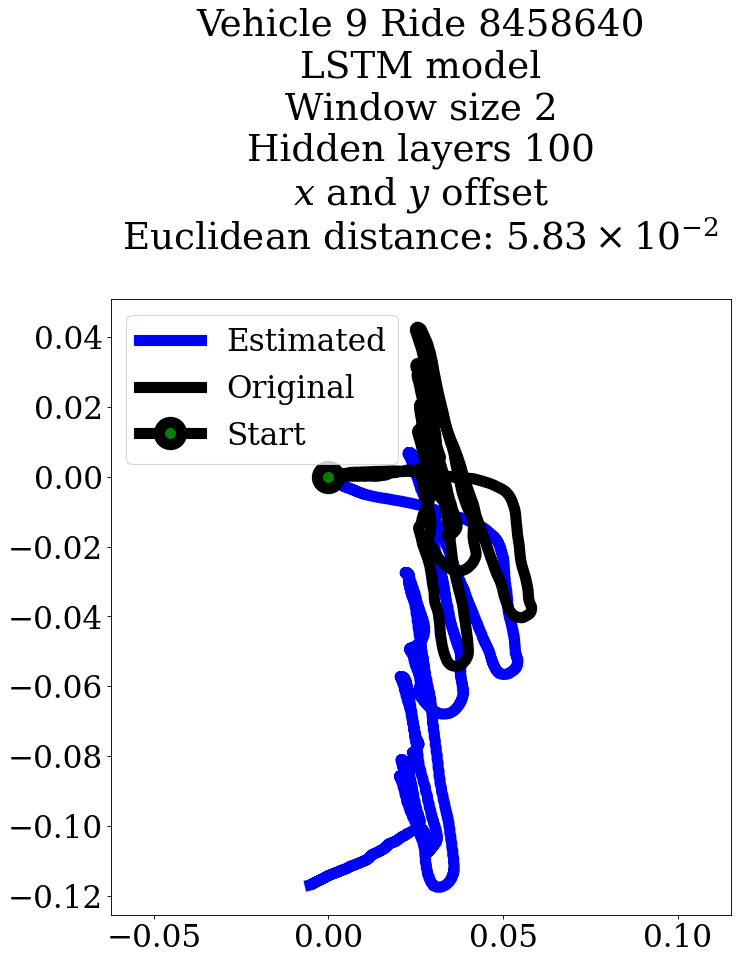 Vehicle 9 Ride 8458640
LSTM model
Window size 2
Hidden layers 100
x and y offset
Euclidean distance: 5.83 × 10⁻²
Estimated
Original
Start
0.04
0.02
0.00
−0.02
−0.04
−0.06
−0.08
−0.10
−0.12
−0.05
0.00
0.05
0.10